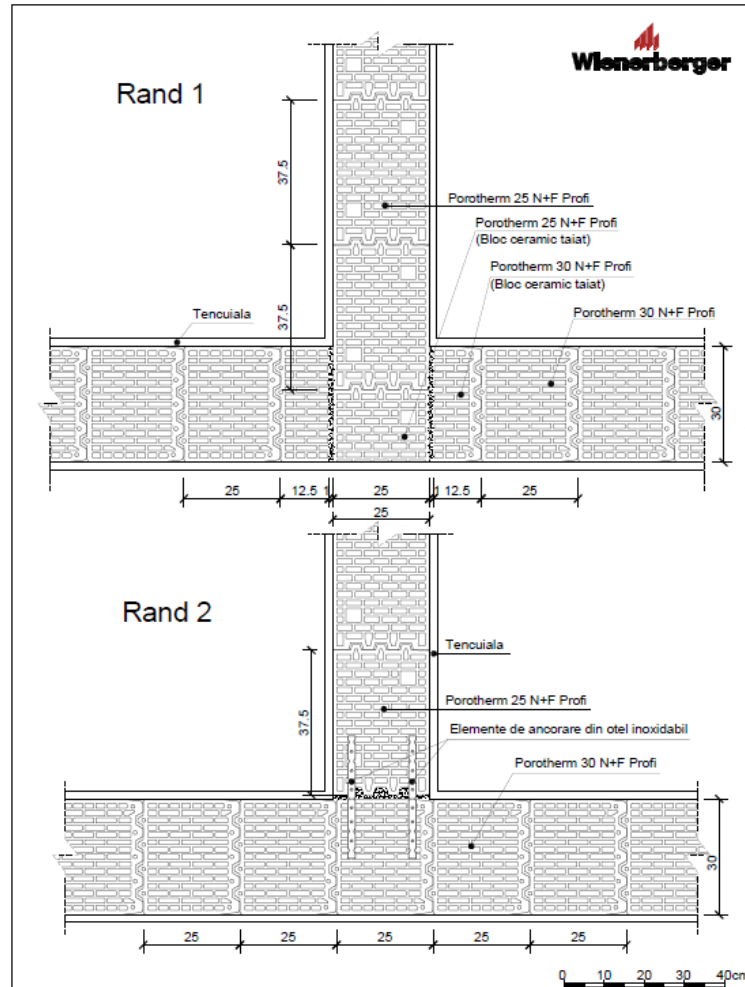 Wienerberger
Rand 1
37.5
Porotherm 25 N+F Profi
Porotherm 25 N+F Profi
(Bloc ceramic taiat)
Porotherm 30 N+F Profi
(Bloc ceramic taiat)
37.5
Tencuiala
Porotherm 30 N+F Profi
30
25 12.5 1 25 1 12.5 25
25
Rand 2
Tencuiala
37.5
Porotherm 25 N+F Profi
Elemente de ancorare din otel inoxidabil
Porotherm 30 N+F Profi
30
25 25 25 25 25
0 10 20 30 40cm